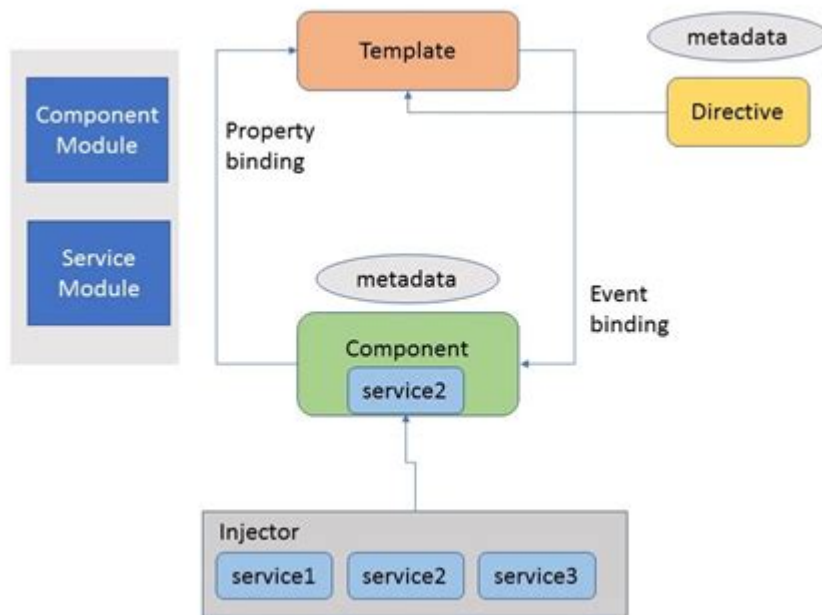 metadata
Template
Directive
Component
Module
Property
binding
Service
Module
metadata
Event
binding
Component
service2
Injector
service1 service2 service3